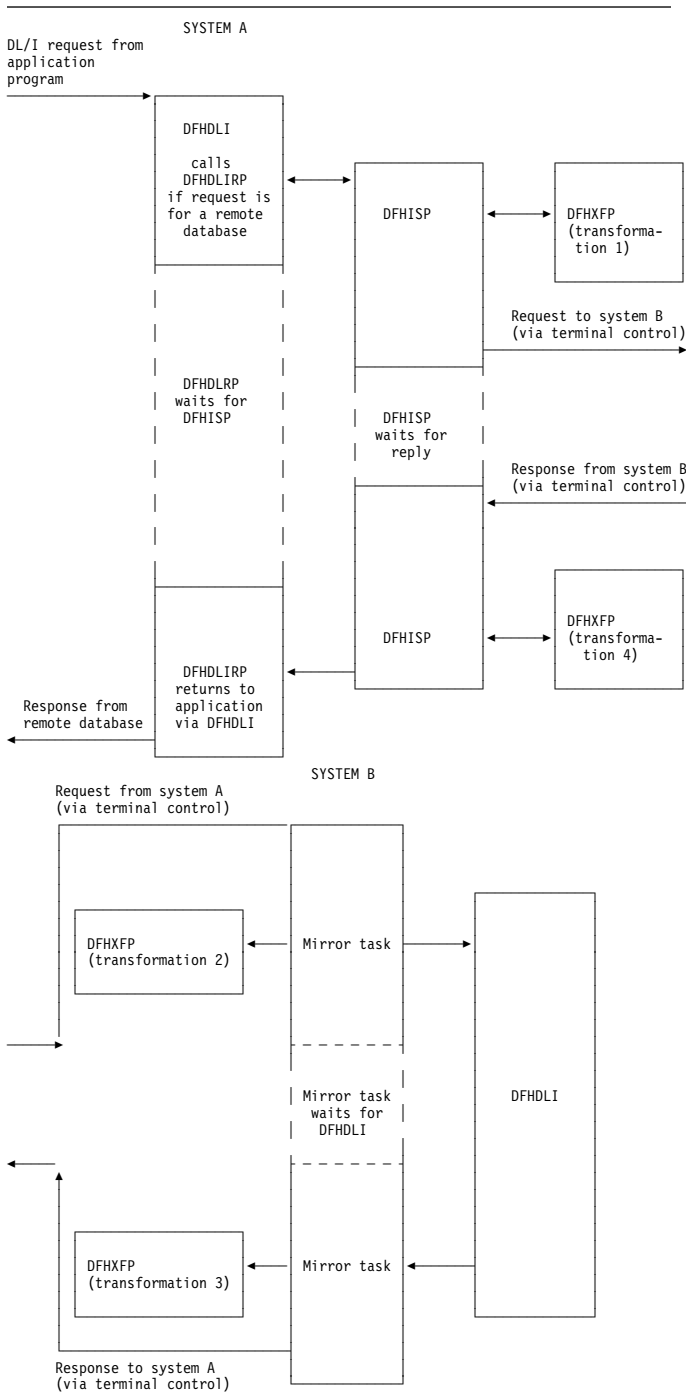 SYSTEM A
DL/I request from
application
program
DFHDLI
calls
DFHDLIRP
if request is
for a remote
database
DFHISP
DFHXFP
(transforma-
tion 1)
Request to system B
(via terminal control)
DFHDLRP
waits for
DFHISP
DFHISP
waits for
reply
Response from system B
(via terminal control)
DFHISP
DFHXFP
(transforma-
tion 4)
DFHDLIRP
returns to
application
via DFHDLI
Response from
remote database
SYSTEM B
Request from system A
(via terminal control)
DFHXFP
(transformation 2)
Mirror task
Mirror task
waits for
DFHDLI
DFHDLI
DFHXFP
(transformation 3)
Mirror task
Response to system A
(via terminal control)